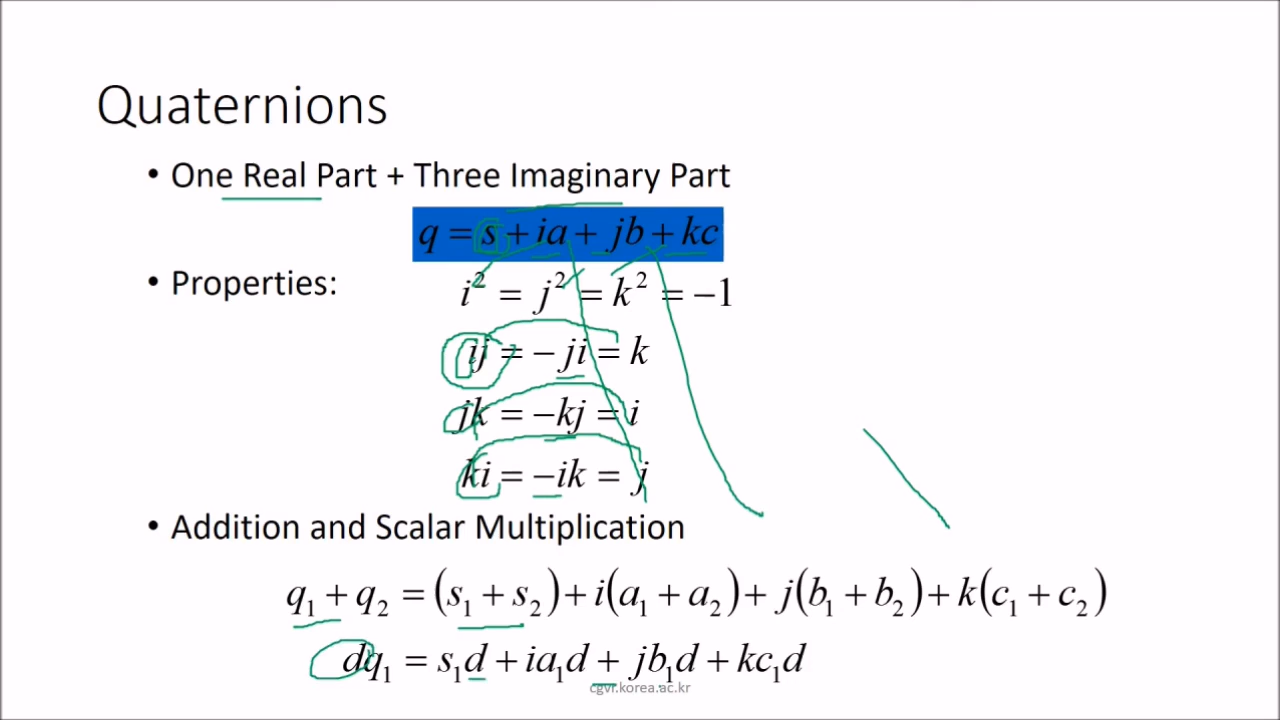 Quaternions
• One Real Part + Three Imaginary Part
q = s + ia + jb + kc
• Properties:
i² = j² = k² = −1
ij = −ji = k
jk = −kj = i
ki = −ik = j
• Addition and Scalar Multiplication
q₁ + q₂ = (s₁ + s₂) + i(a₁ + a₂) + j(b₁ + b₂) + k(c₁ + c₂)
dq₁ = s₁d + ia₁d + jb₁d + kc₁d
cgvr.korea.ac.kr